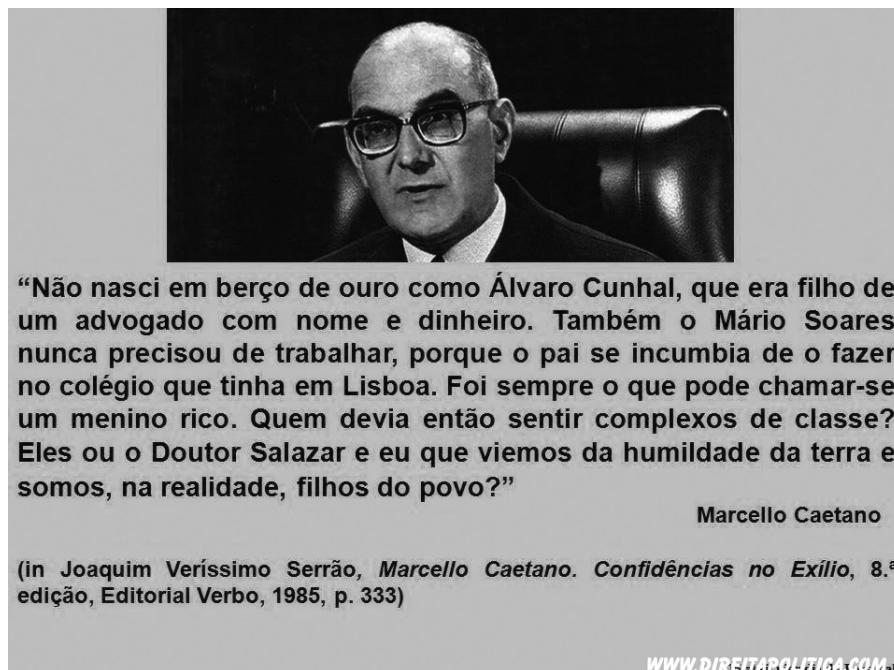 “Não nasci em berço de ouro como Álvaro Cunhal, que era filho de
um advogado com nome e dinheiro. Também o Mário Soares
nunca precisou de trabalhar, porque o pai se incumbia de o fazer
no colégio que tinha em Lisboa. Foi sempre o que pode chamar-se
um menino rico. Quem devia então sentir complexos de classe?
Eles ou o Doutor Salazar e eu que viemos da humildade da terra e
somos, na realidade, filhos do povo?”
Marcello Caetano
(in Joaquim Veríssimo Serrão, Marcello Caetano. Confidências no Exílio, 8.ª
edição, Editorial Verbo, 1985, p. 333)
WWW.DIREITAPOLITICA.COM